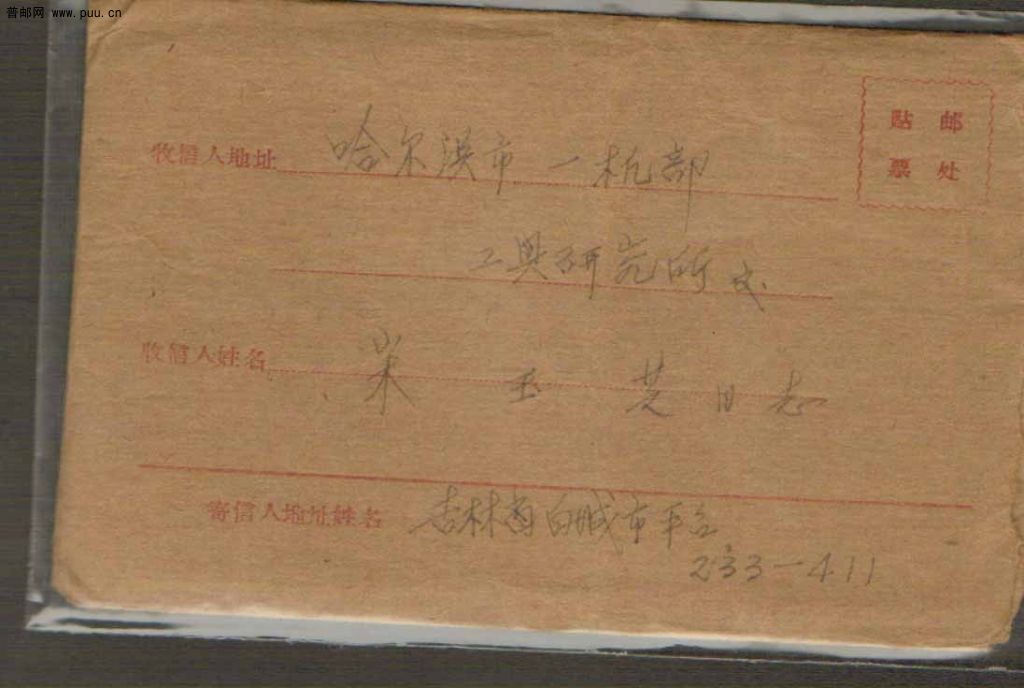 普邮网 www.puu.cn
贴 邮
票 处
收信人地址 哈尔滨市 一机部
工具研究所
收信人姓名 玉芝同志
寄信人地址姓名 吉林省白城市平台
233-411